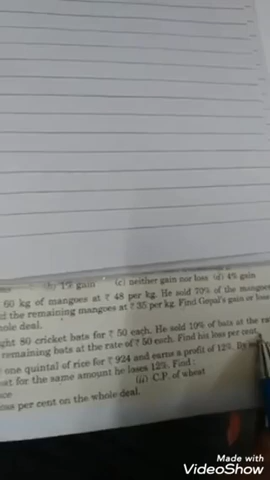 1% gain (c) neither gain nor loss (d) 4% gain
60 kg of mangoes at ₹ 48 per kg. He sold 70% of the mangoes
the remaining mangoes at ₹ 35 per kg. Find Gopal's gain or loss
whole deal.
80 cricket bats for ₹ 50 each. He sold 10% of bats at the
remaining bats at the rate of ₹ 50 each. Find his loss per cent.
one quintal of rice for ₹ 924 and earns a profit of 12%. By
for the same amount he loses 12%. Find :
(ii) C.P. of wheat
loss per cent on the whole deal.
Made with
VideoShow